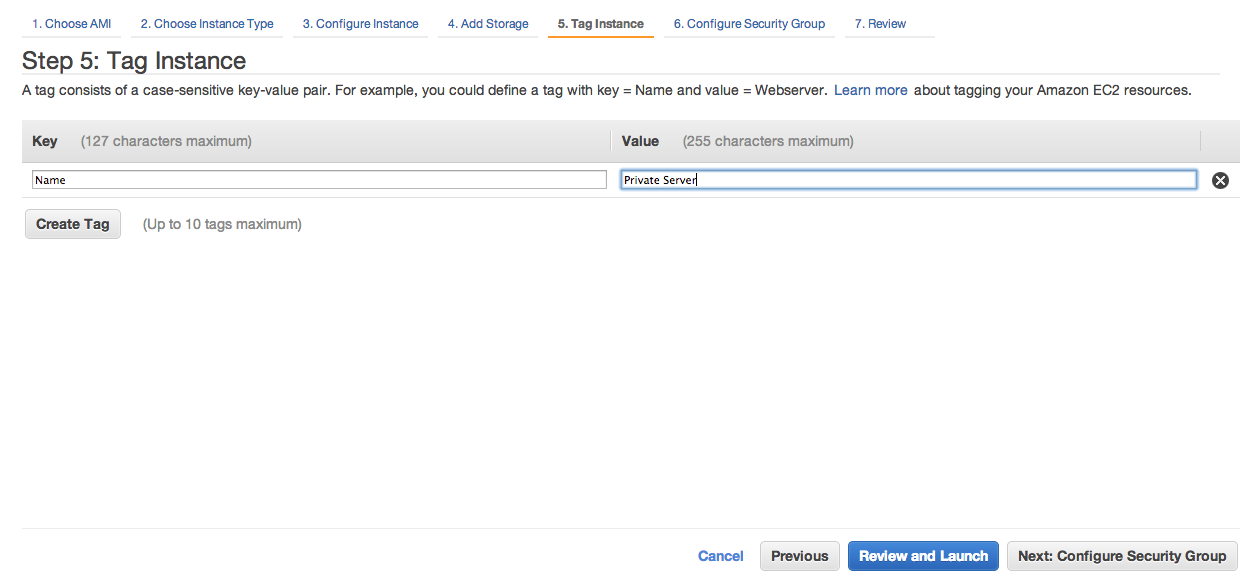 1. Choose AMI 2. Choose Instance Type 3. Configure Instance 4. Add Storage 5. Tag Instance 6. Configure Security Group 7. Review
Step 5: Tag Instance
A tag consists of a case-sensitive key-value pair. For example, you could define a tag with key = Name and value = Webserver. Learn more about tagging your Amazon EC2 resources.
Key (127 characters maximum) Value (255 characters maximum)
Name Private Server
Create Tag (Up to 10 tags maximum)
Cancel Previous Review and Launch Next: Configure Security Group